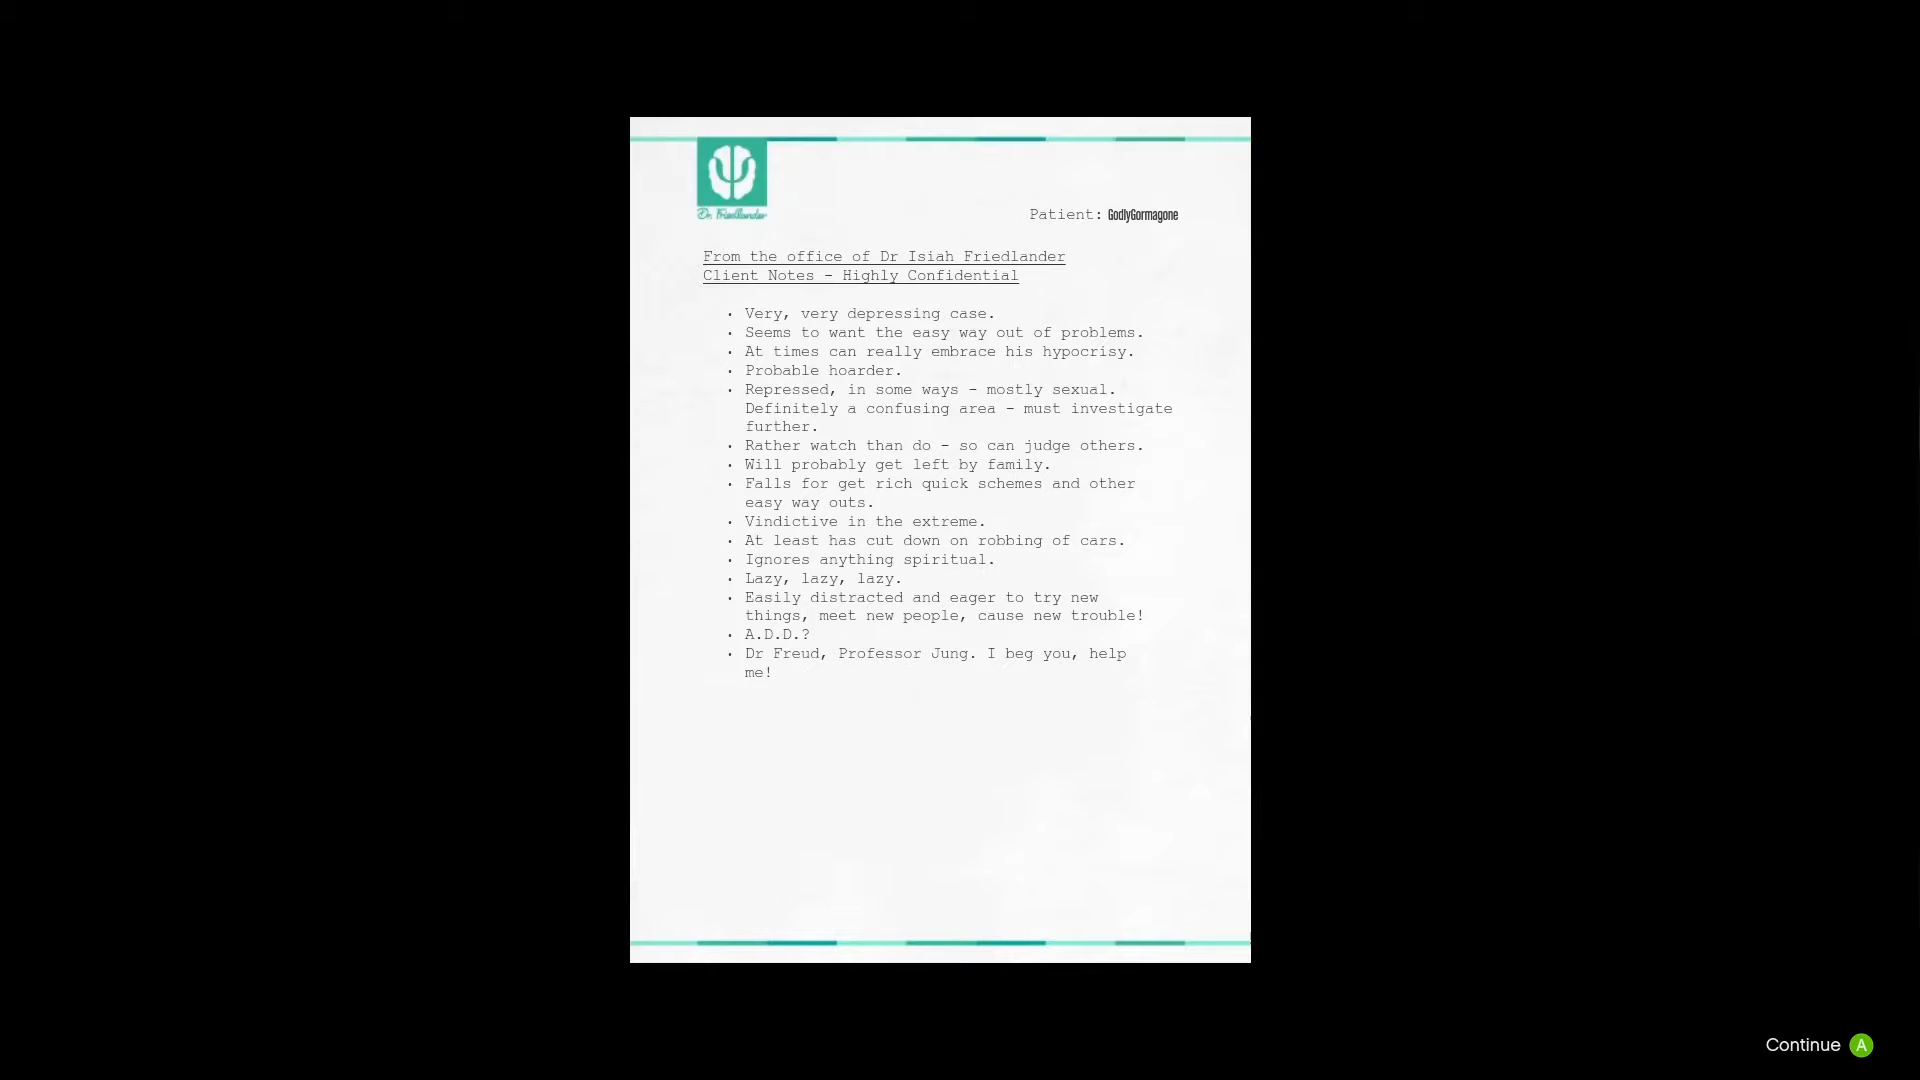 Dr. Friedlander
Patient: GodlyGormagone
From the office of Dr Isiah Friedlander
Client Notes - Highly Confidential
· Very, very depressing case.
· Seems to want the easy way out of problems.
· At times can really embrace his hypocrisy.
· Probable hoarder.
· Repressed, in some ways - mostly sexual.
Definitely a confusing area - must investigate
further.
· Rather watch than do - so can judge others.
· Will probably get left by family.
· Falls for get rich quick schemes and other
easy way outs.
· Vindictive in the extreme.
· At least has cut down on robbing of cars.
· Ignores anything spiritual.
· Lazy, lazy, lazy.
· Easily distracted and eager to try new
things, meet new people, cause new trouble!
· A.D.D.?
· Dr Freud, Professor Jung. I beg you, help
me!
Continue A